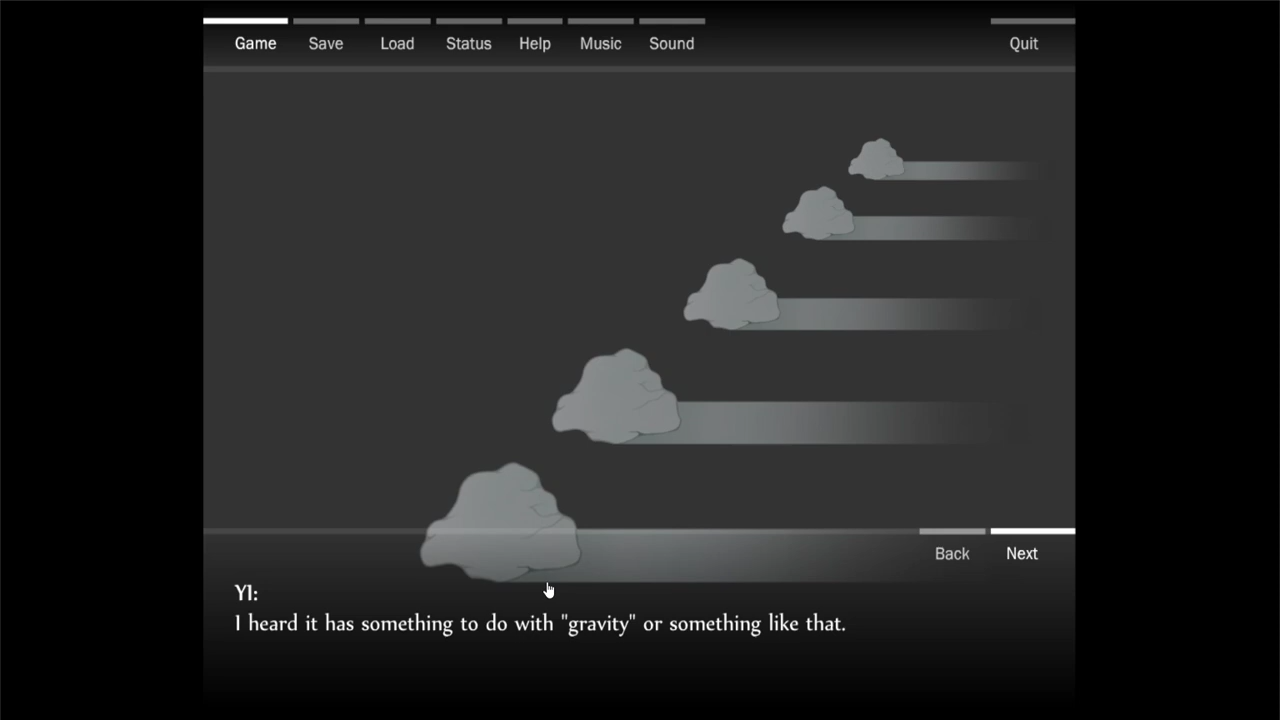 Game Save Load Status Help Music Sound Quit
Back Next
YI:
I heard it has something to do with "gravity" or something like that.